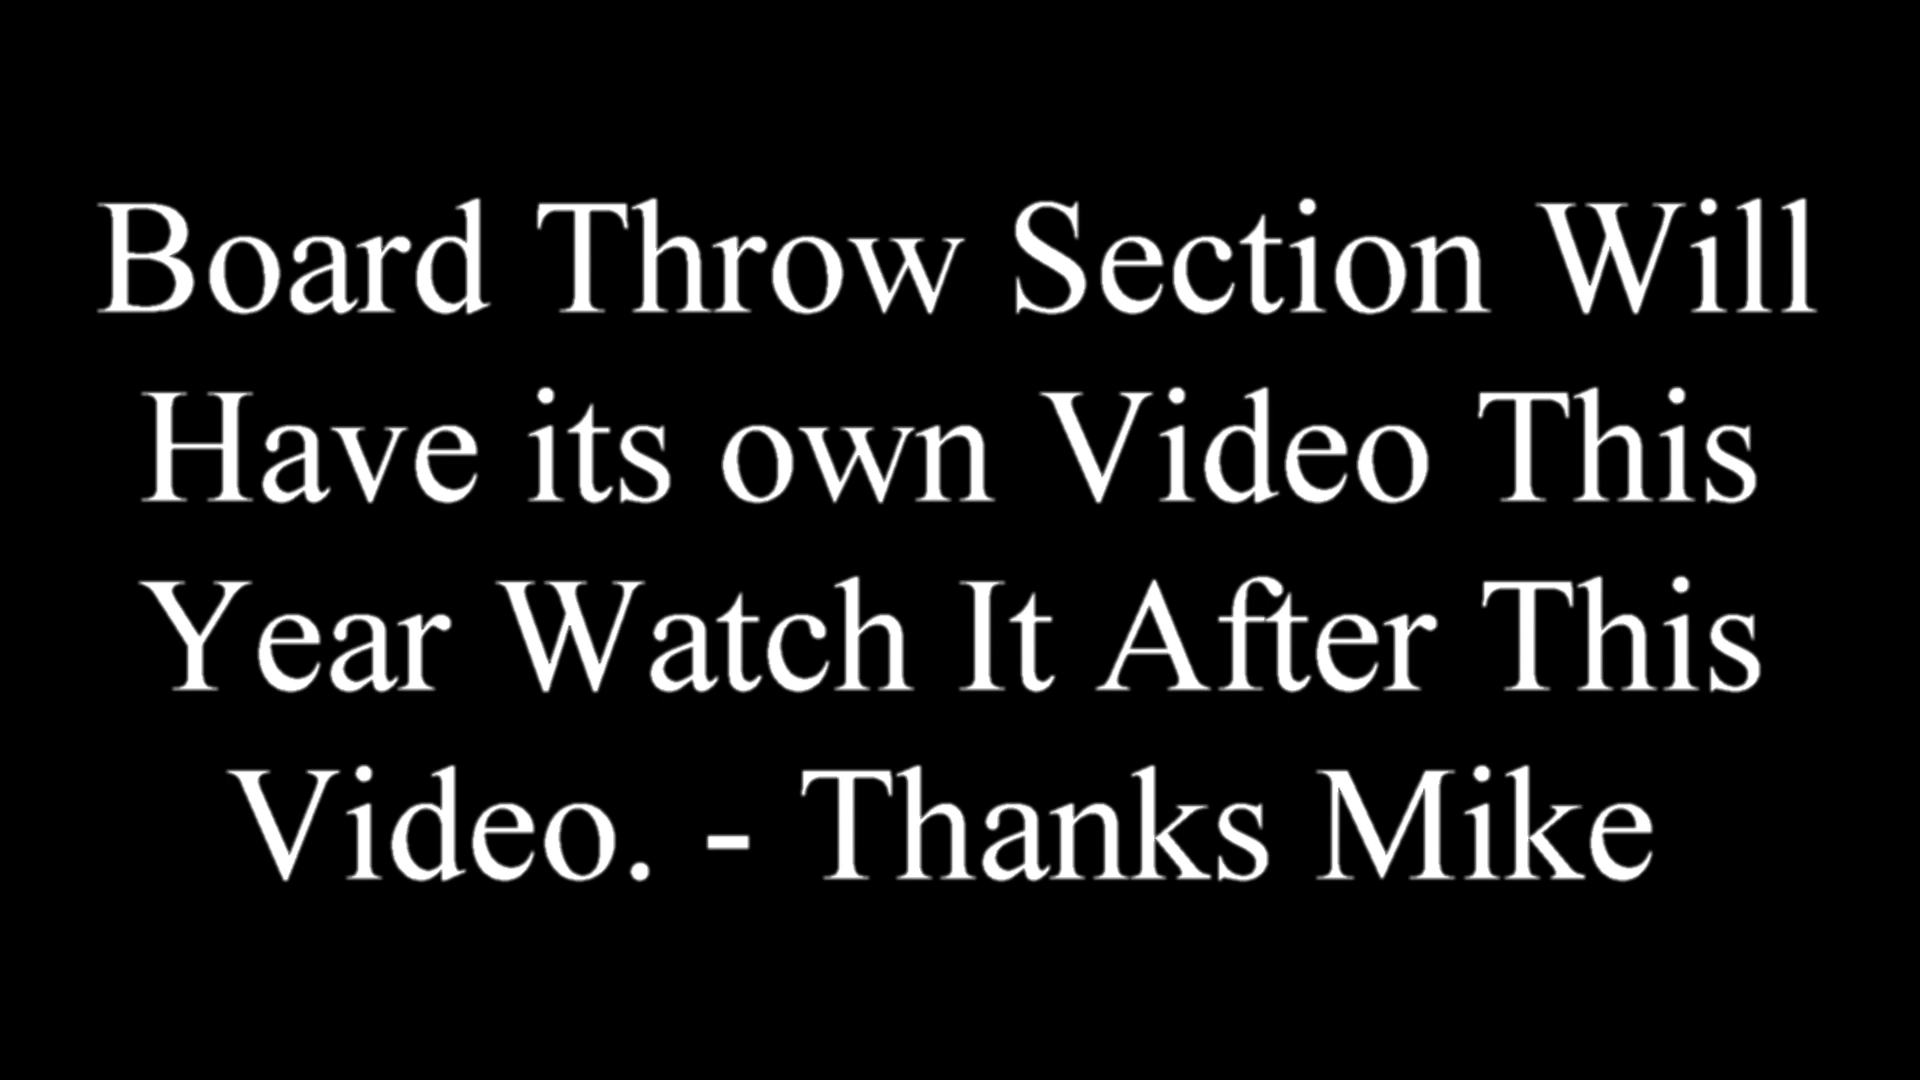 Board Throw Section Will
Have its own Video This
Year Watch It After This
Video. - Thanks Mike